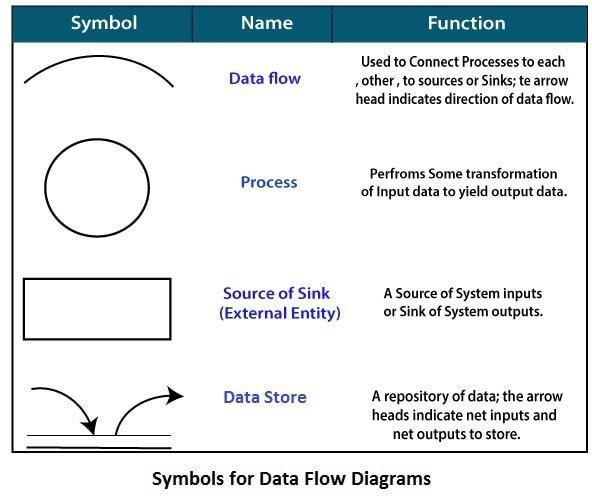 Symbol Name Function
Data flow
Used to Connect Processes to each
, other , to sources or Sinks; te arrow
head indicates direction of data flow.
Process
Perfroms Some transformation
of Input data to yield output data.
Source of Sink
(External Entity)
A Source of System inputs
or Sink of System outputs.
Data Store
A repository of data; the arrow
heads indicate net inputs and
net outputs to store.
Symbols for Data Flow Diagrams